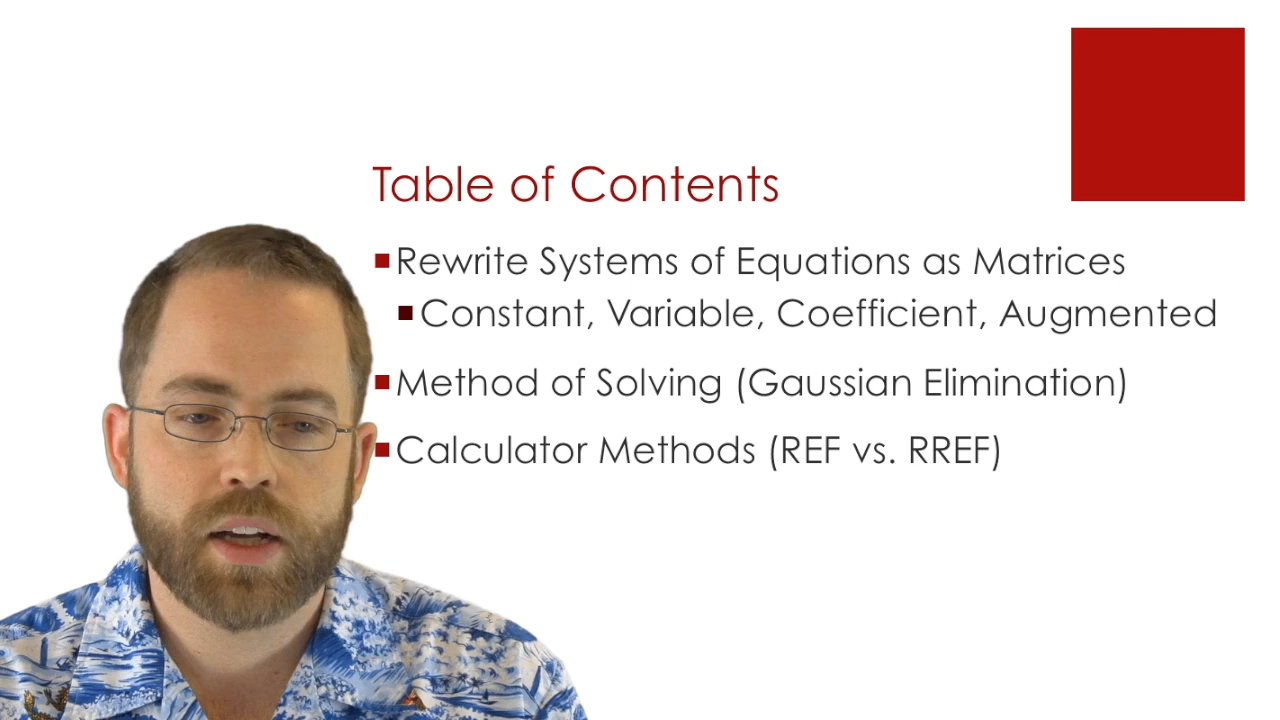 Table of Contents
Rewrite Systems of Equations as Matrices
Constant, Variable, Coefficient, Augmented
Method of Solving (Gaussian Elimination)
Calculator Methods (REF vs. RREF)